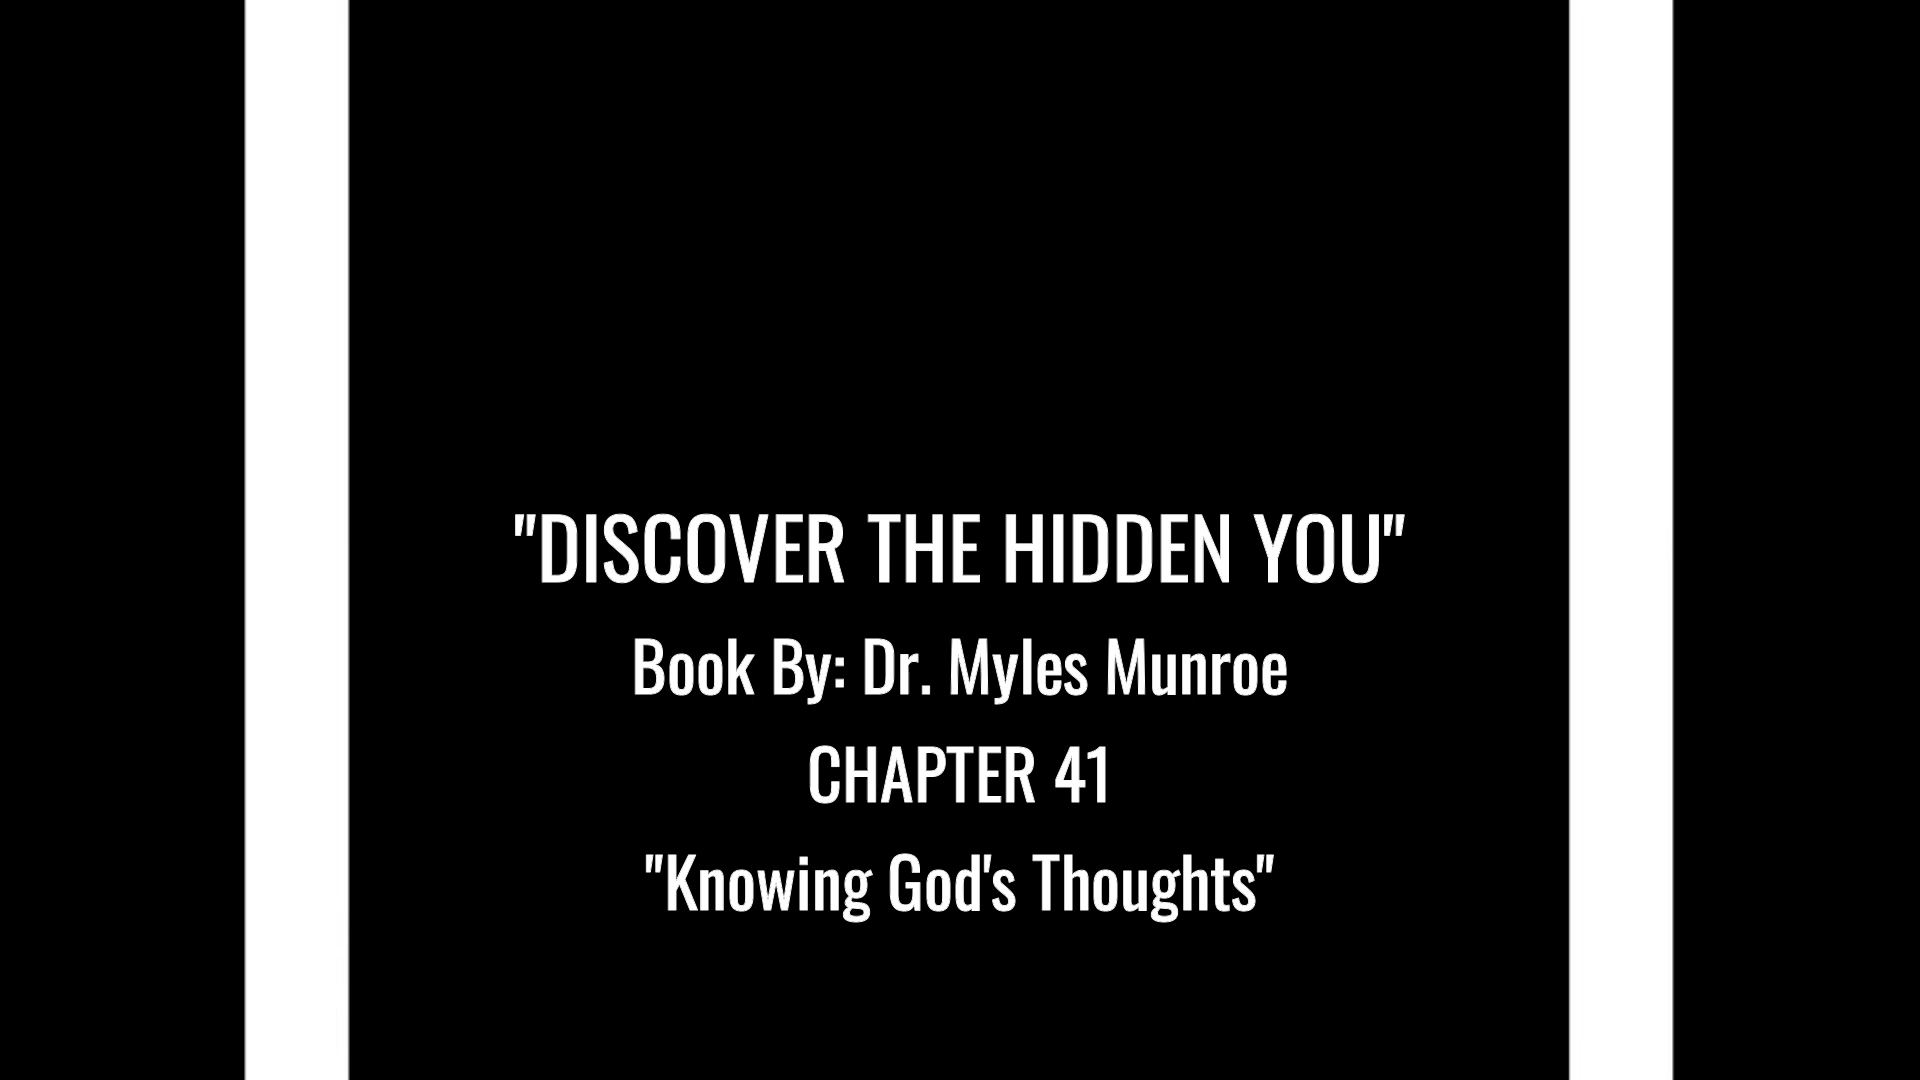 "DISCOVER THE HIDDEN YOU"
Book By: Dr. Myles Munroe
CHAPTER 41
"Knowing God's Thoughts"